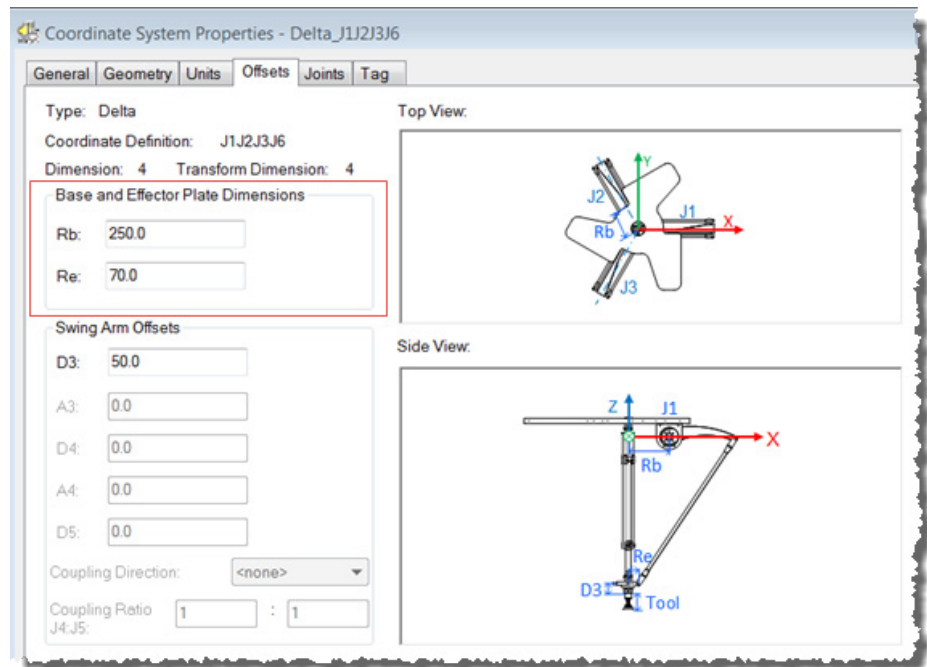 Coordinate System Properties - Delta_J1J2J3J6
General Geometry Units Offsets Joints Tag
Type: Delta
Coordinate Definition: J1J2J3J6
Dimension: 4 Transform Dimension: 4
Base and Effector Plate Dimensions
Rb: 250.0
Re: 70.0
Swing Arm Offsets
D3: 50.0
A3: 0.0
D4: 0.0
A4: 0.0
D5: 0.0
Coupling Direction: <none>
Coupling Ratio
J4:J5:
1 : 1
Top View:
Y
J2
J1
X
Rb
J3
Side View:
Z
J1
X
Rb
Re
D3
Tool